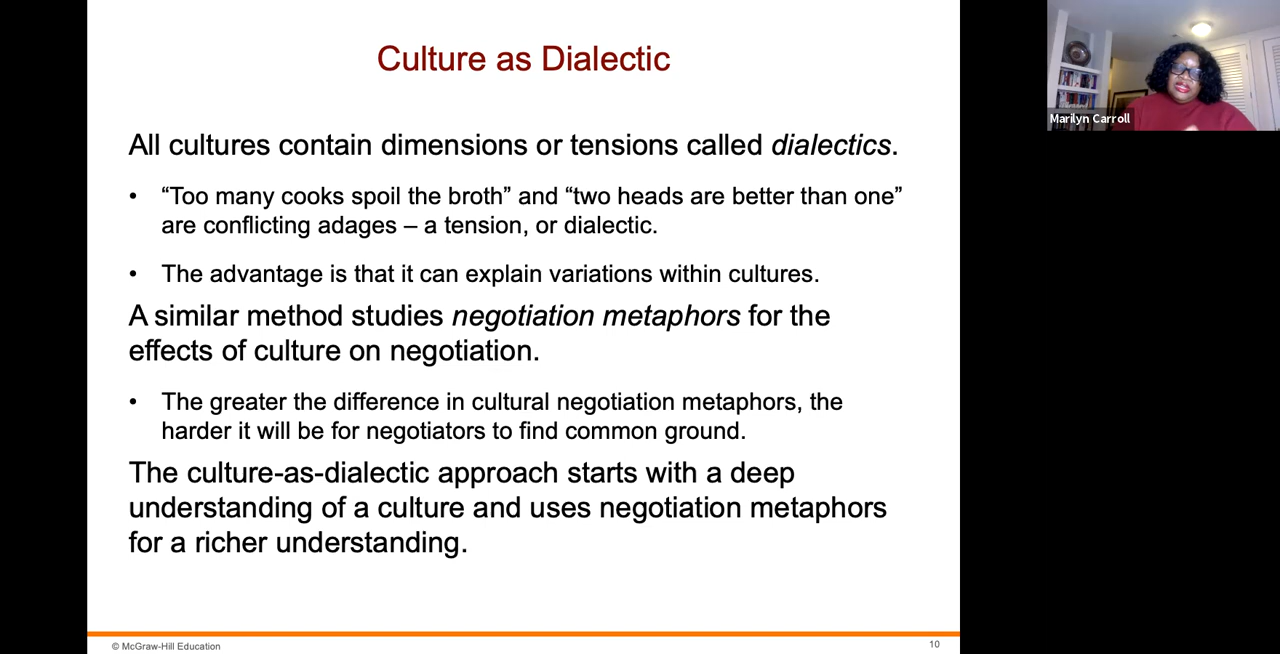 Culture as Dialectic
All cultures contain dimensions or tensions called dialectics.
• “Too many cooks spoil the broth” and “two heads are better than one”
are conflicting adages – a tension, or dialectic.
• The advantage is that it can explain variations within cultures.
A similar method studies negotiation metaphors for the
effects of culture on negotiation.
• The greater the difference in cultural negotiation metaphors, the
harder it will be for negotiators to find common ground.
The culture-as-dialectic approach starts with a deep
understanding of a culture and uses negotiation metaphors
for a richer understanding.
© McGraw-Hill Education
10
Marilyn Carroll